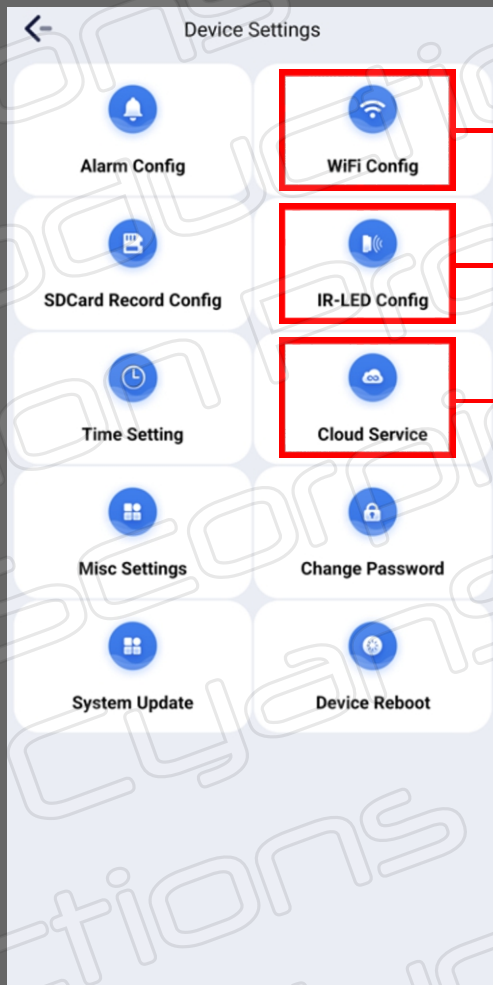 Device Settings
Alarm Config
WiFi Config
SDCard Record Config
IR-LED Config
Time Setting
Cloud Service
Misc Settings
Change Password
System Update
Device Reboot